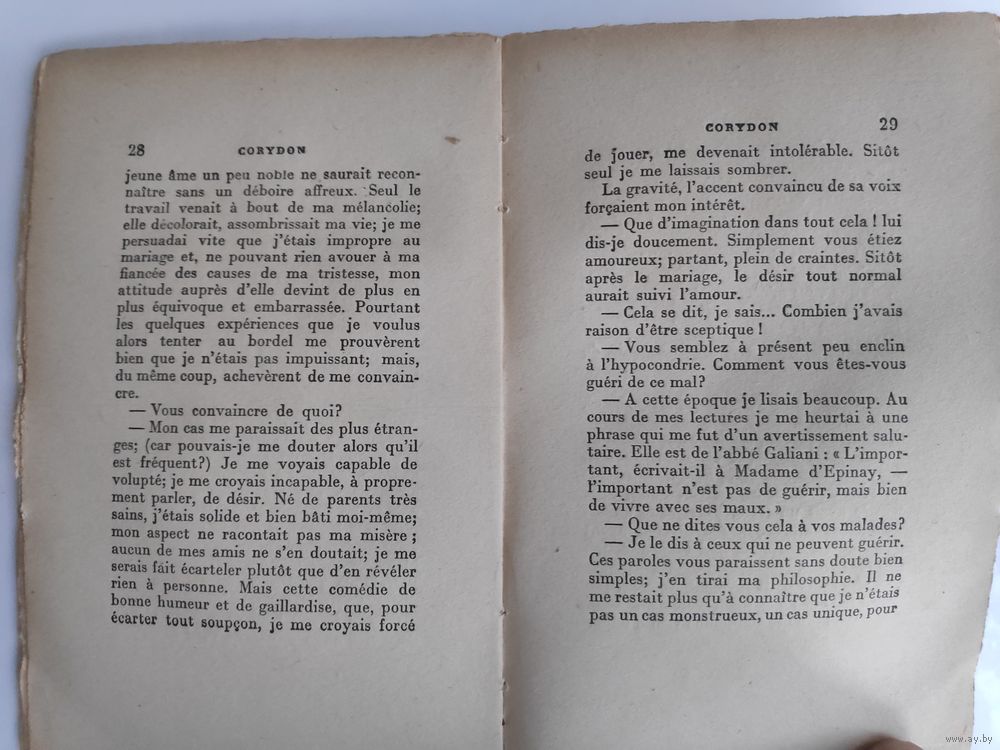 28 CORYDON
jeune âme un peu noble ne saurait recon-
naître sans un déboire affreux. Seul le
travail venait à bout de ma mélancolie;
elle décolorait, assombrissait ma vie; je me
persuadai vite que j'étais impropre au
mariage et, ne pouvant rien avouer à ma
fiancée des causes de ma tristesse, mon
attitude auprès d'elle devint de plus en
plus équivoque et embarrassée. Pourtant
les quelques expériences que je voulus
alors tenter au bordel me prouvèrent
bien que je n'étais pas impuissant; mais,
du même coup, achevèrent de me convain-
cre.
— Vous convaincre de quoi?
— Mon cas me paraissait des plus étran-
ges; (car pouvais-je me douter alors qu'il
est fréquent?) Je me voyais capable de
volupté; je me croyais incapable, à propre-
ment parler, de désir. Né de parents très
sains, j'étais solide et bien bâti moi-même;
mon aspect ne racontait pas ma misère;
aucun de mes amis ne s'en doutait; je me
serais fait écarteler plutôt que d'en révéler
rien à personne. Mais cette comédie de
bonne humeur et de gaillardise, que, pour
écarter tout soupçon, je me croyais forcé
CORYDON 29
de jouer, me devenait intolérable. Sitôt
seul je me laissais sombrer.
La gravité, l'accent convaincu de sa voix
forçaient mon intérêt.
— Que d'imagination dans tout cela ! lui
dis-je doucement. Simplement vous étiez
amoureux; partant, plein de craintes. Sitôt
après le mariage, le désir tout normal
aurait suivi l'amour.
— Cela se dit, je sais... Combien j'avais
raison d'être sceptique !
— Vous semblez à présent peu enclin
à l'hypocondrie. Comment vous êtes-vous
guéri de ce mal?
— A cette époque je lisais beaucoup. Au
cours de mes lectures je me heurtai à une
phrase qui me fut d'un avertissement salu-
taire. Elle est de l'abbé Galiani : « L'impor-
tant, écrivait-il à Madame d'Epinay, —
l'important n'est pas de guérir, mais bien
de vivre avec ses maux. »
— Que ne dites vous cela à vos malades?
— Je le dis à ceux qui ne peuvent guérir.
Ces paroles vous paraissent sans doute bien
simples; j'en tirai ma philosophie. Il ne
me restait plus qu'à connaître que je n'étais
pas un cas monstrueux, un cas unique, pour
www.ay.by